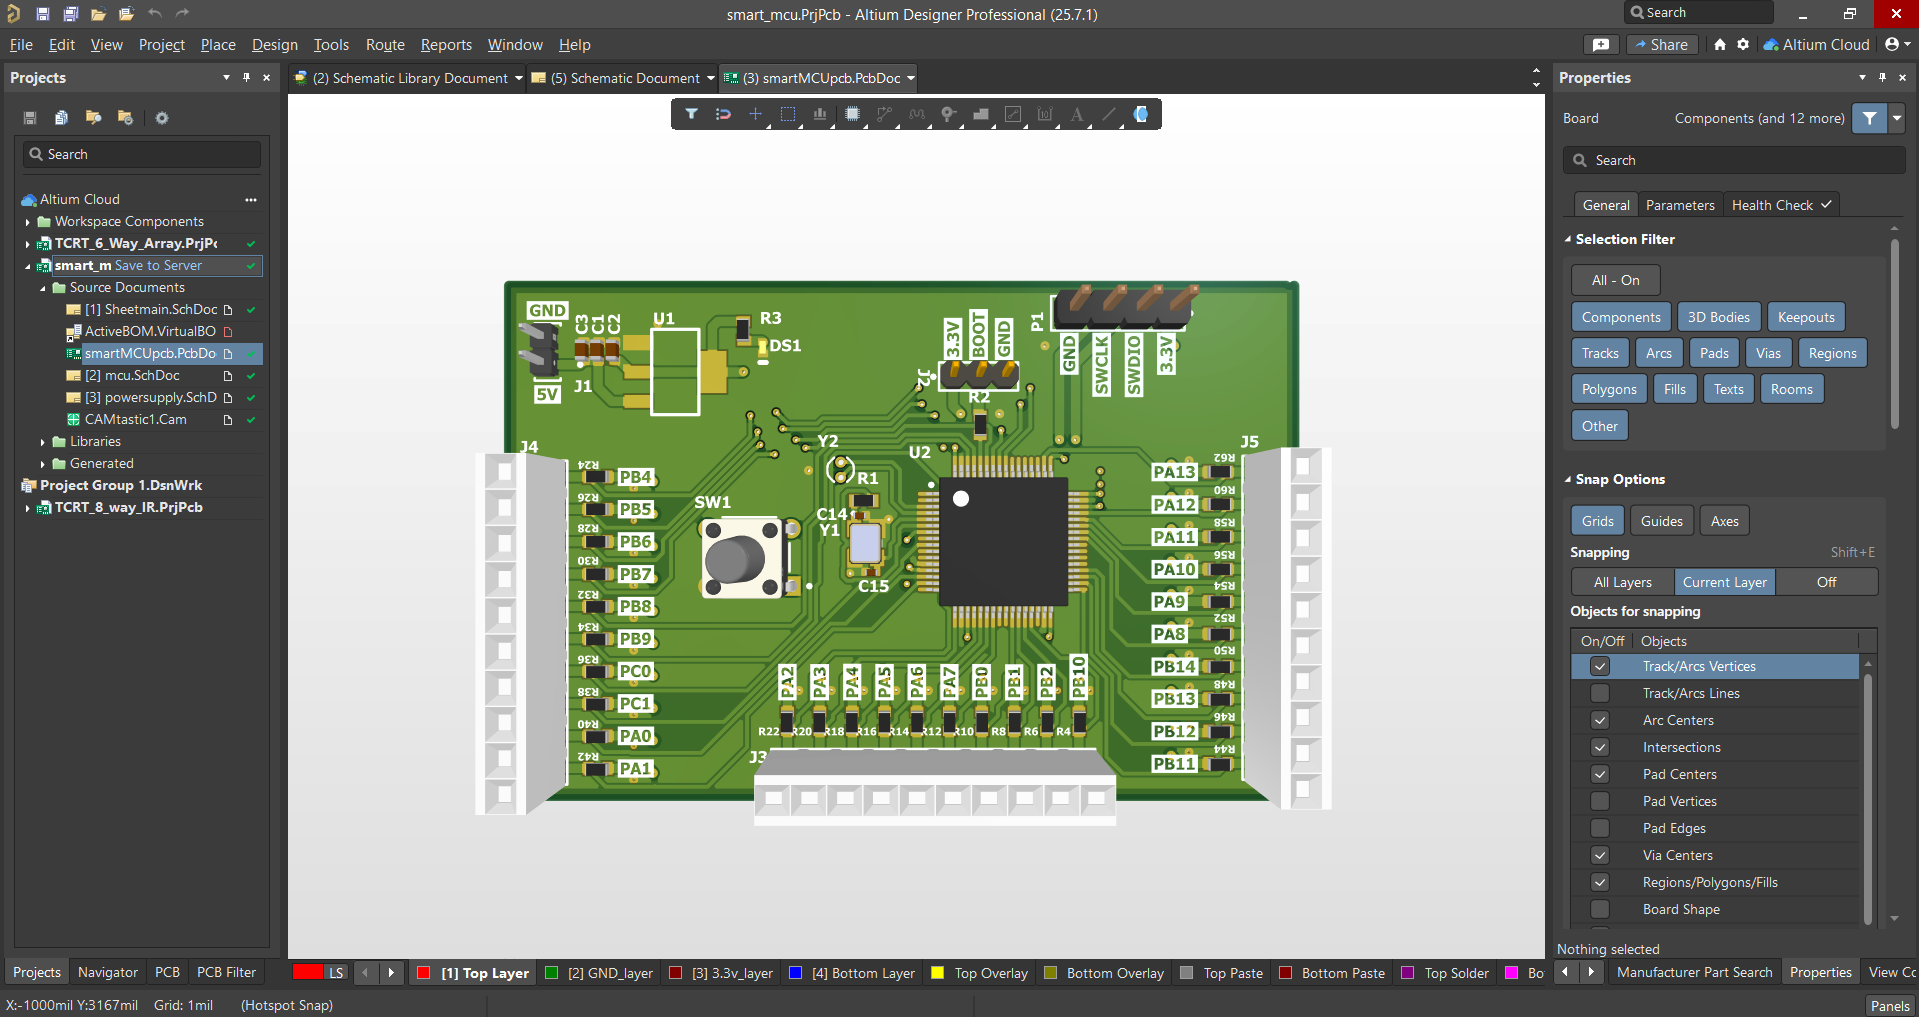 smart_mcu.PrjPcb - Altium Designer Professional (25.7.1)
Search
File Edit View Project Place Design Tools Route Reports Window Help
Share
Altium Cloud
Projects
(2) Schematic Library Document
(5) Schematic Document
(3) smartMCUpcb.PcbDoc
Search
Altium Cloud
Workspace Components
TCRT_6_Way_Array.PrjPc
smart_m Save to Server
Source Documents
[1] Sheetmain.SchDoc
ActiveBOM.VirtualBO
smartMCUpcb.PcbDo
[2] mcu.SchDoc
[3] powersupply.SchD
CAMtastic1.Cam
Libraries
Generated
Project Group 1.DsnWrk
TCRT_8_way_IR.PrjPcb
GND
C3
C1
C2
U1
R3
DS1
J1
5V
3.3V
BOOT
GND
J2
R2
P1
GND
SWCLK
SWDIO
3.3V
J4
Y2
U2
J5
R1
SW1
C14
Y1
C15
R24 PB4
R26 PB5
R28 PB6
R30 PB7
R32 PB8
R34 PB9
R36 PC0
R38 PC1
R40 PA0
R42 PA1
PA13 R62
PA12 R60
PA11 R58
PA10 R56
PA9 R54
PA8 R52
PB14 R50
PB13 R48
PB12 R46
PB11 R44
PA2 PA3 PA4 PA5 PA6 PA7 PB0 PB1 PB2 PB10
R22 R20 R18 R16 R14 R12 R10 R8 R6 R4
J3
Properties
Board
Components (and 12 more)
Search
General Parameters Health Check
Selection Filter
All - On
Components 3D Bodies Keepouts
Tracks Arcs Pads Vias Regions
Polygons Fills Texts Rooms
Other
Snap Options
Grids Guides Axes
Snapping Shift+E
All Layers Current Layer Off
Objects for snapping
On/Off Objects
Track/Arcs Vertices
Track/Arcs Lines
Arc Centers
Intersections
Pad Centers
Pad Vertices
Pad Edges
Via Centers
Regions/Polygons/Fills
Board Shape
Nothing selected
Projects Navigator PCB PCB Filter
LS
[1] Top Layer
[2] GND_layer
[3] 3.3v_layer
[4] Bottom Layer
Top Overlay
Bottom Overlay
Top Paste
Bottom Paste
Top Solder
Bo
Manufacturer Part Search Properties View Co
X:-1000mil Y:3167mil Grid: 1mil (Hotspot Snap)
Panels